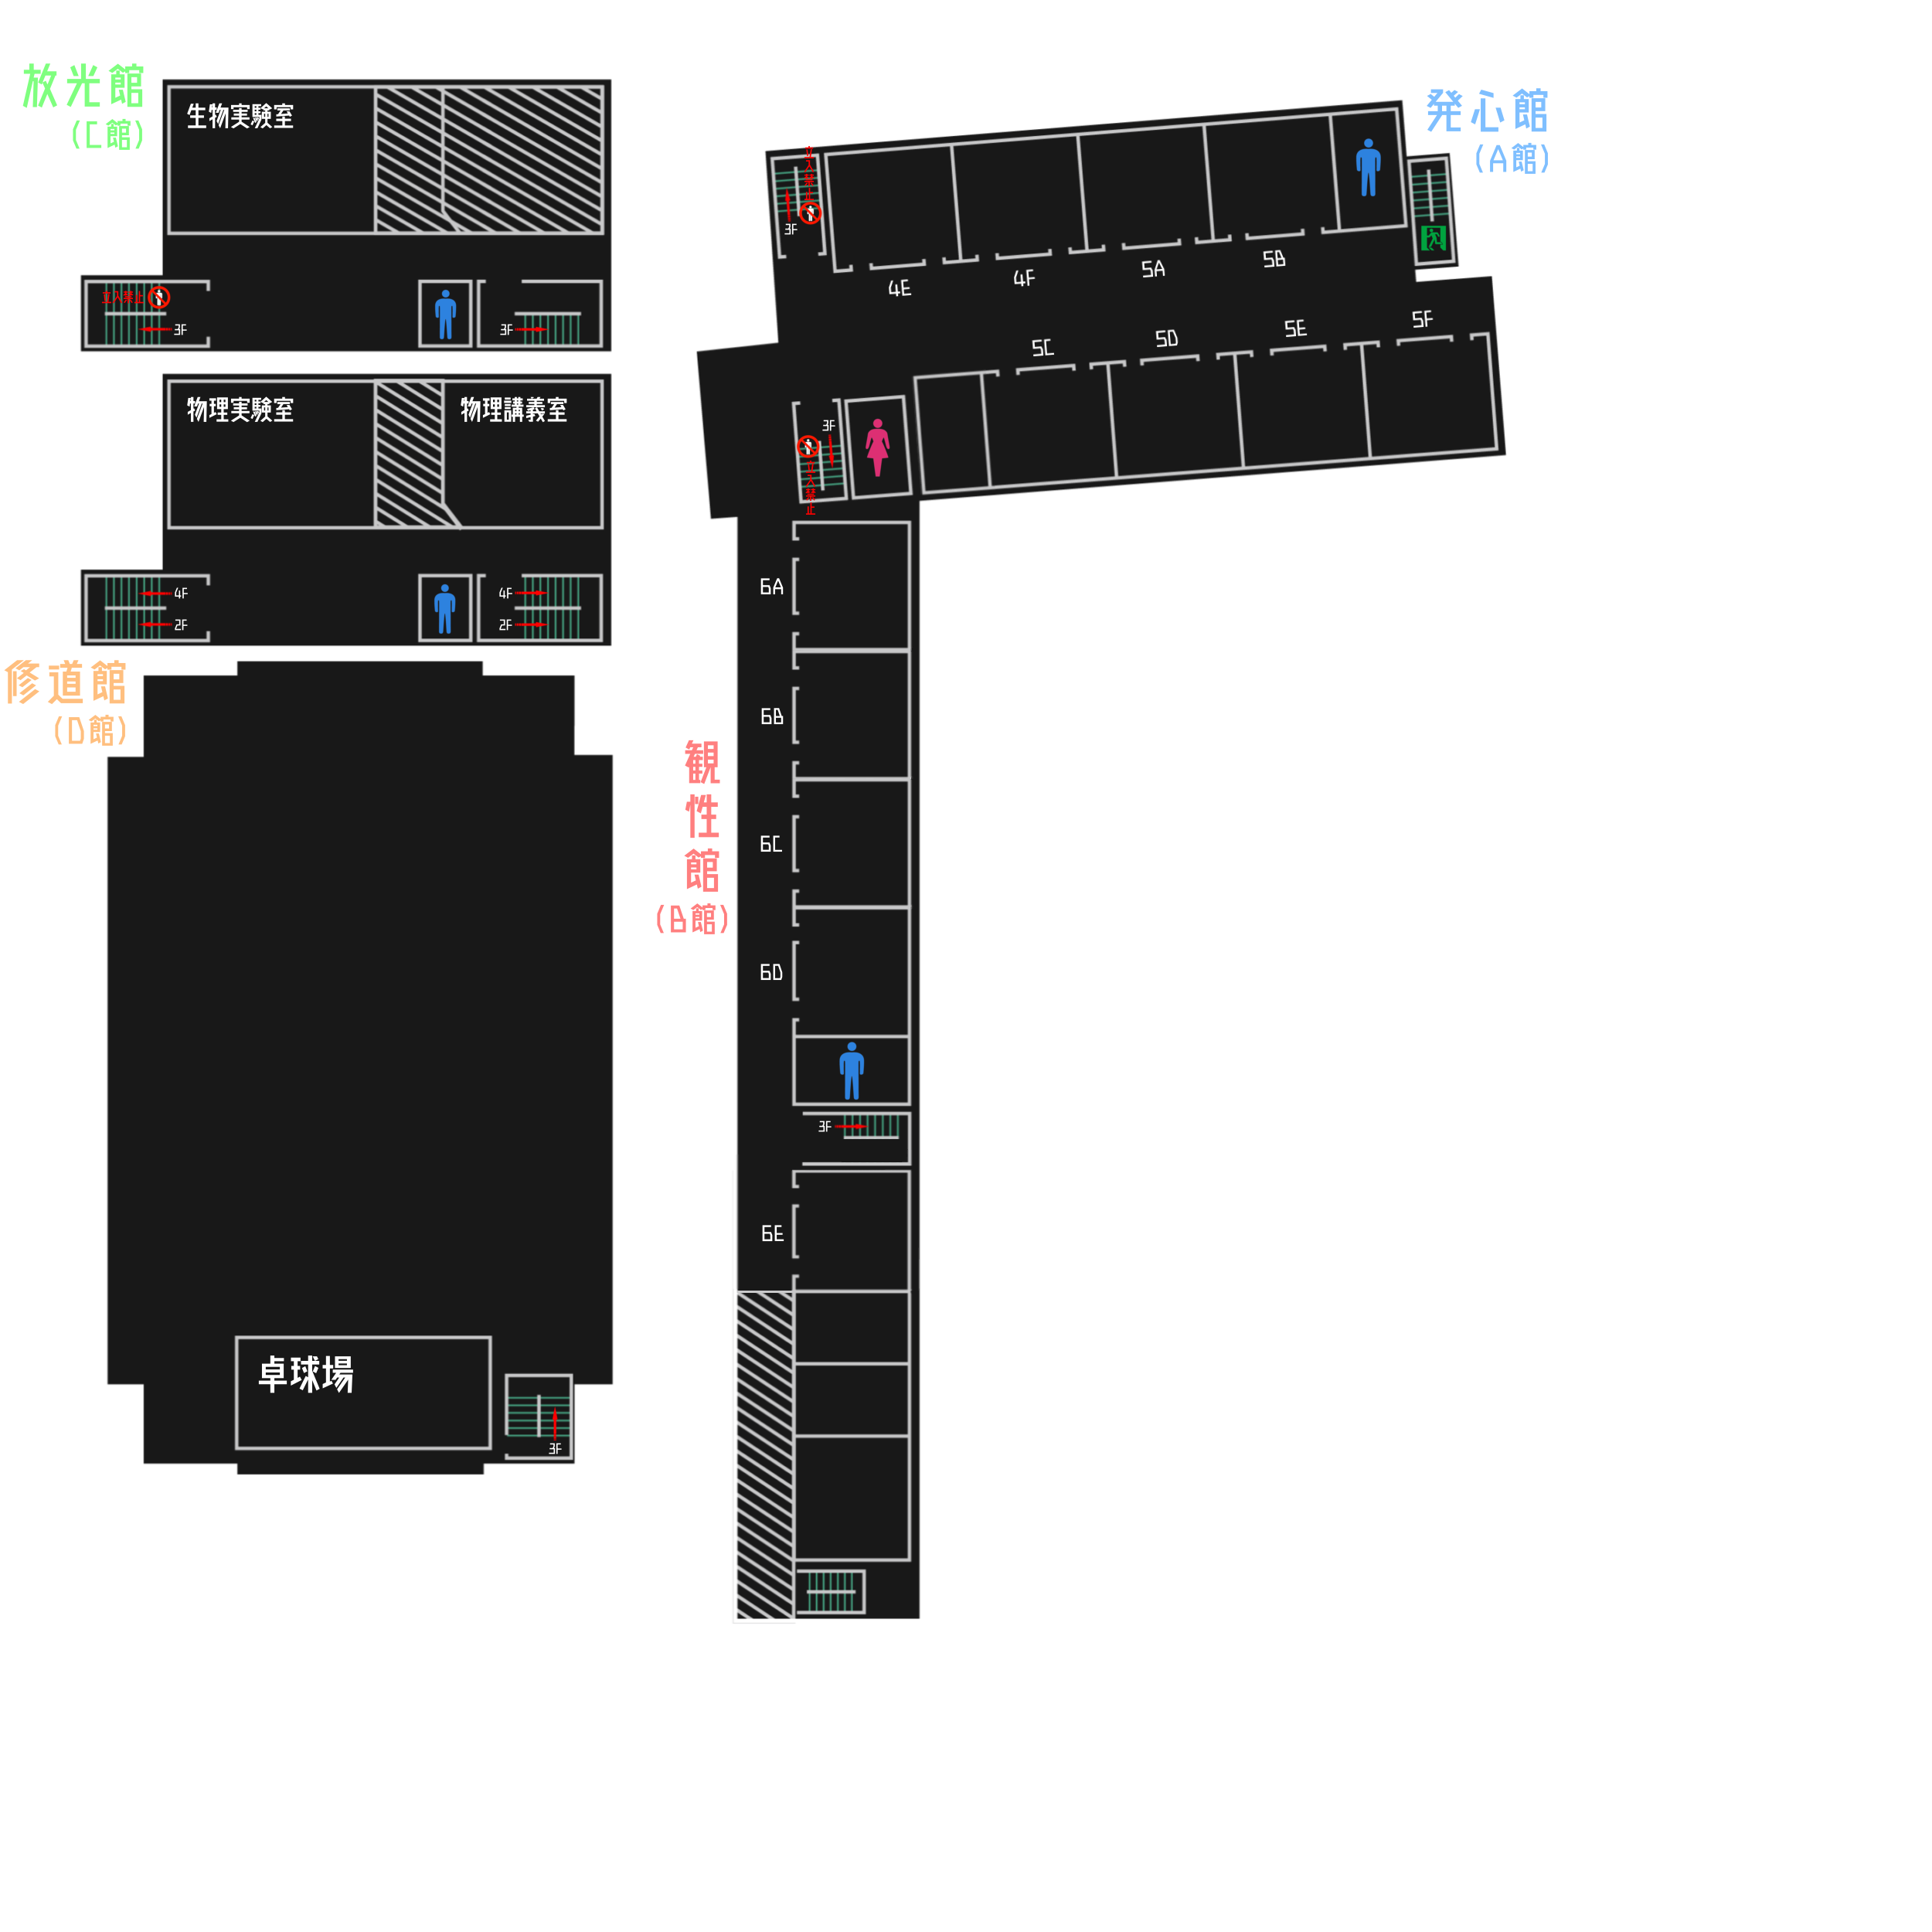 放光館
(C館)
生物実験室
立入禁止
3F
3F
物理実験室
物理講義室
4F
2F
4F
2F
修道館
(D館)
卓球場
3F
発心館
(A館)
立入禁止
3F
4E
4F
5A
5B
5C
5D
5E
5F
3F
立入禁止
観性館
(B館)
6A
6B
6C
6D
3F
6E